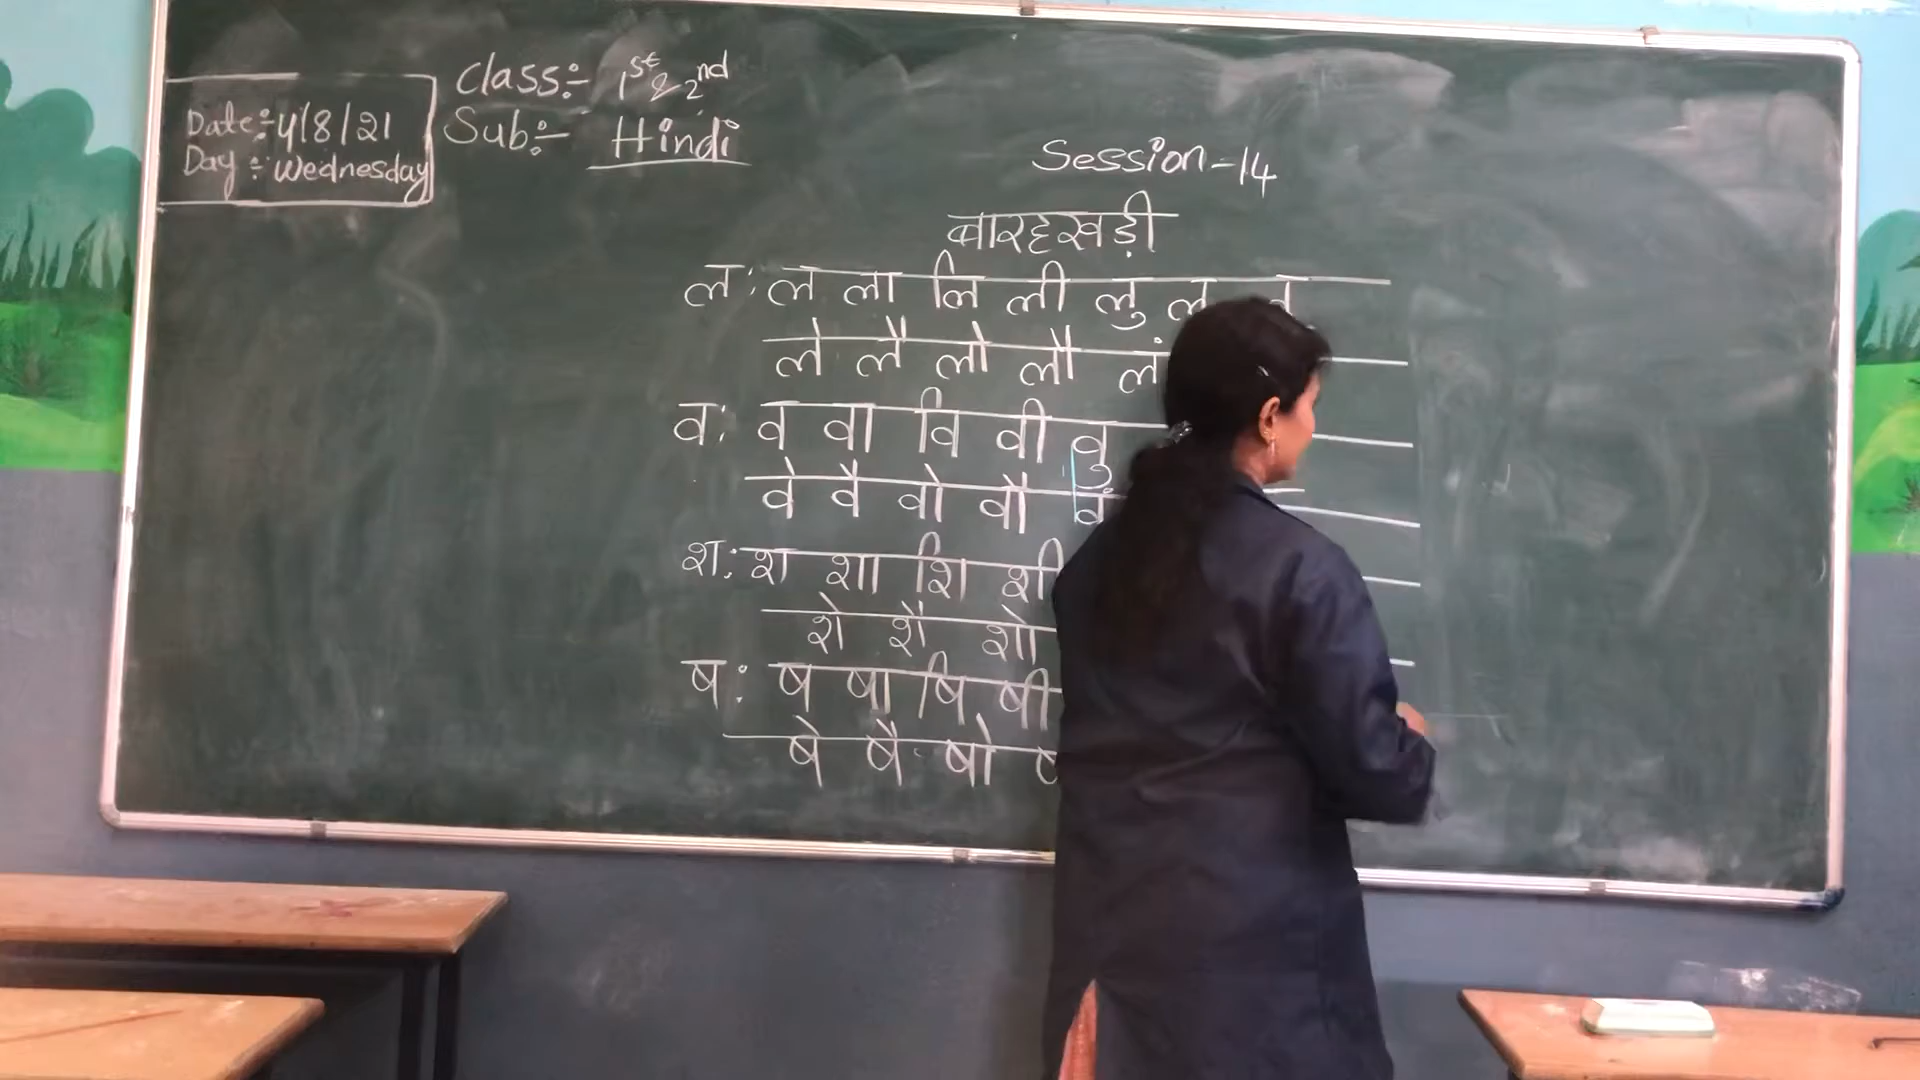 Date:- 4/8/21
Day:- Wednesday
Class:- 1st & 2nd
Sub:- Hindi
Session-14
बारहखड़ी
ल: ल ला लि ली लु
ले लै लो लौ लं
व: व वा वि वी वु
वे वै वो वौ वं
श: श शा शि शी
शे शै शो
ष: ष षा षि षी
षे षै षो